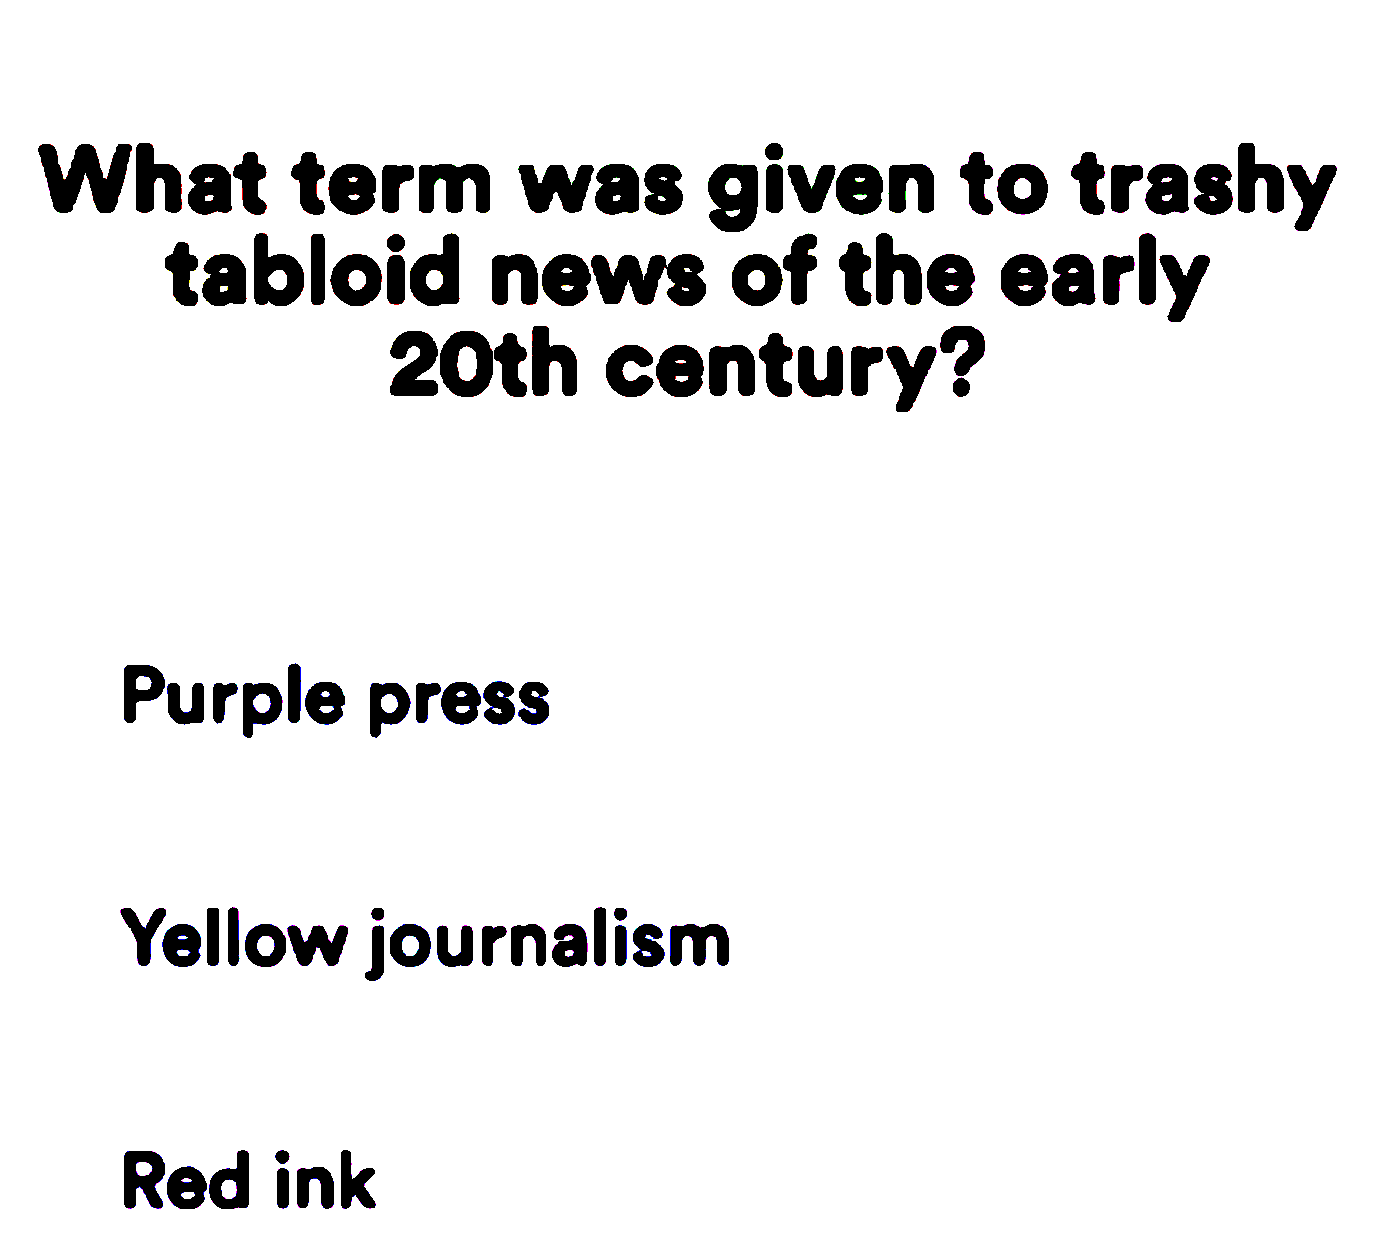 What term was given to trashy
tabloid news of the early
20th century?
Purple press
Yellow journalism
Red ink